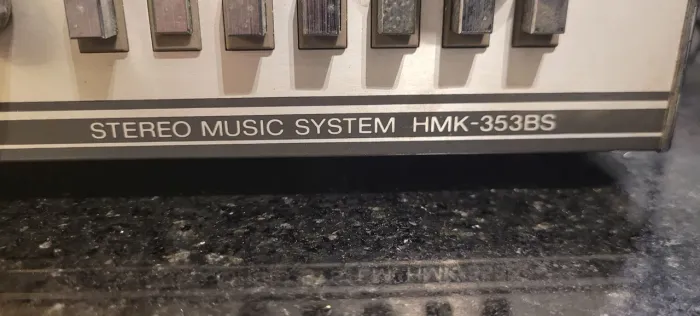 STEREO MUSIC SYSTEM HMK-353BS